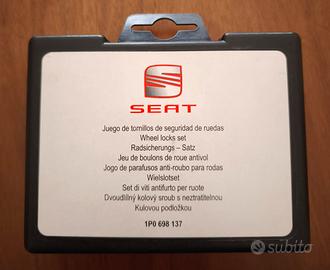 SEAT
Juego de tornillos de seguridad de ruedas
Wheel locks set
Radsicherungs – Satz
Jeu de boulons de roue antivol
Jogo de parafusos anti-roubo para rodas
Wielslotset
Set di viti antifurto per ruote
Dvoudílný kolový sroub s neztratitelnou
Kulovou podložkou
1P0 698 137
subito